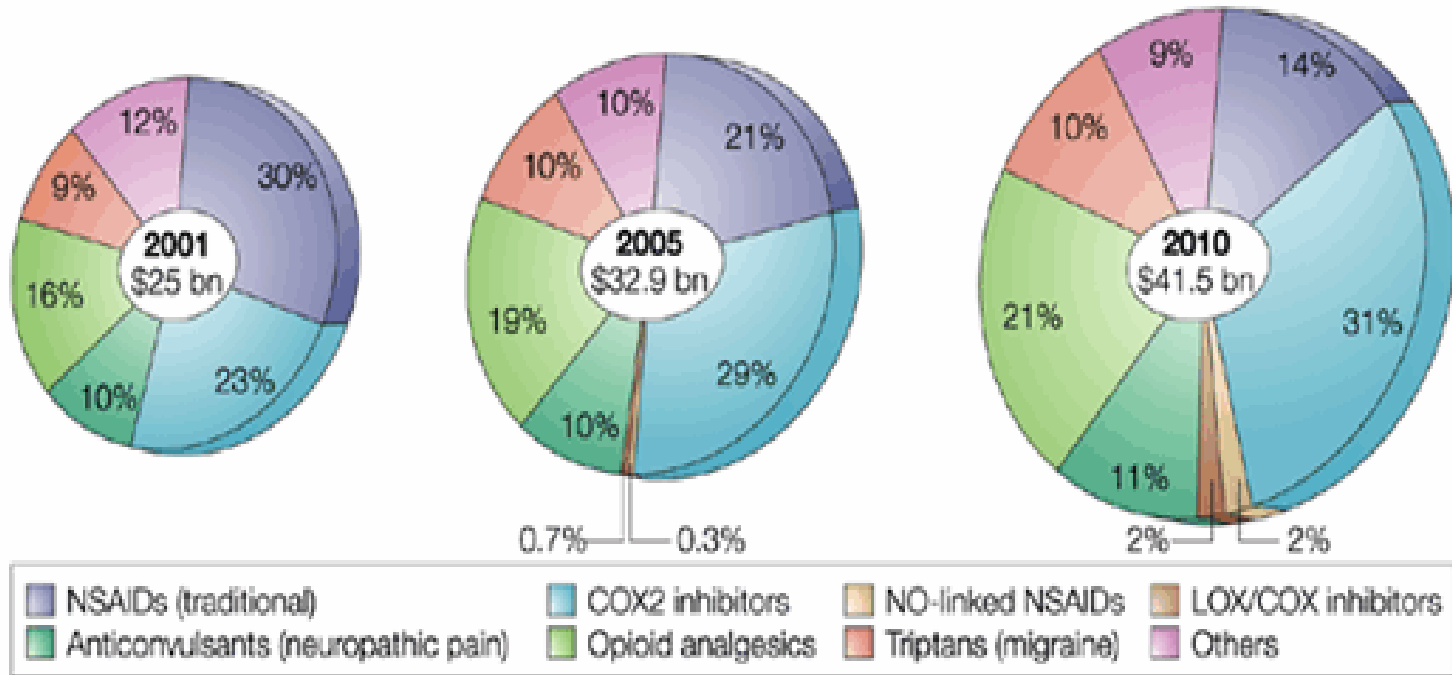 12%
30%
9%
2001
$25 bn
16%
23%
10%
10%
21%
10%
2005
$32.9 bn
19%
29%
10%
0.7%
0.3%
9%
14%
10%
2010
$41.5 bn
21%
31%
11%
2%
2%
NSAIDs (traditional)
COX2 inhibitors
NO-linked NSAIDs
LOX/COX inhibitors
Anticonvulsants (neuropathic pain)
Opioid analgesics
Triptans (migraine)
Others